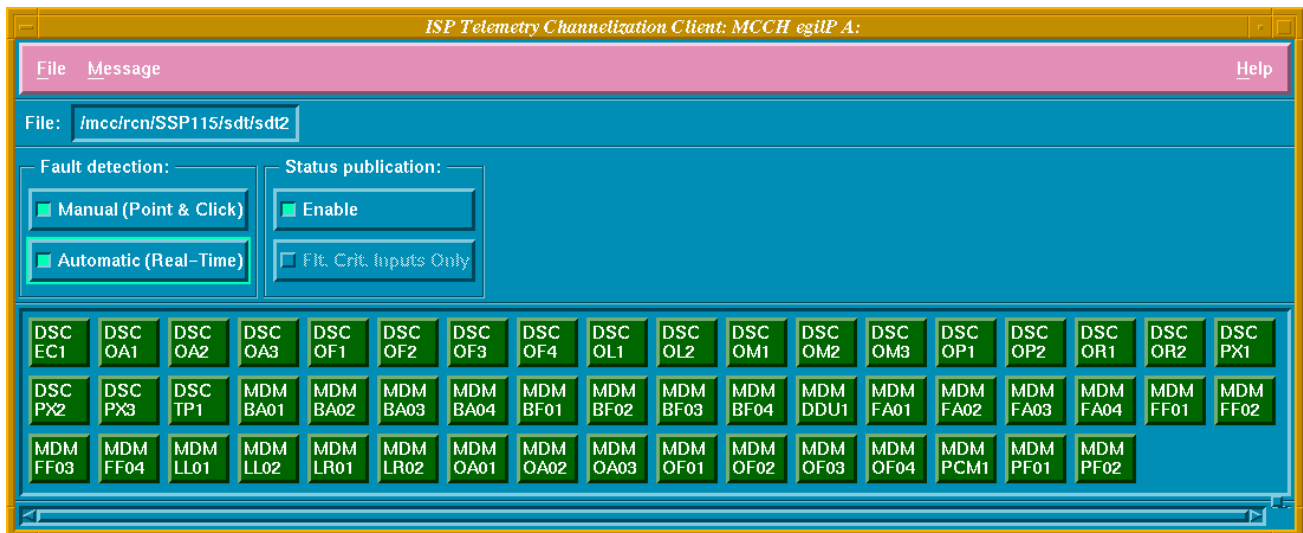 ISP Telemetry Channelization Client: MCCH egilP A:
File Message Help
File: /mcc/rcn/SSP115/sdt/sdt2
Fault detection: Status publication:
Manual (Point & Click) Enable
Automatic (Real-Time) Flt. Crit. Inputs Only
DSC DSC DSC DSC DSC DSC DSC DSC DSC DSC DSC DSC DSC DSC DSC DSC DSC DSC
EC1 OA1 OA2 OA3 OF1 OF2 OF3 OF4 OL1 OL2 OM1 OM2 OM3 OP1 OP2 OR1 OR2 PX1
DSC DSC DSC MDM MDM MDM MDM MDM MDM MDM MDM MDM MDM MDM MDM MDM MDM MDM
PX2 PX3 TP1 BA01 BA02 BA03 BA04 BF01 BF02 BF03 BF04 DDU1 FA01 FA02 FA03 FA04 FF01 FF02
MDM MDM MDM MDM MDM MDM MDM MDM MDM MDM MDM MDM MDM MDM MDM MDM
FF03 FF04 LL01 LL02 LR01 LR02 OA01 OA02 OA03 OF01 OF02 OF03 OF04 PCM1 PF01 PF02